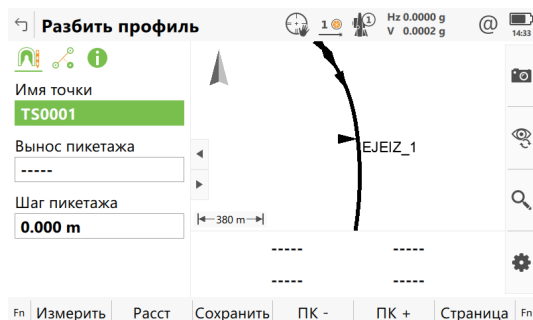 Разбить профиль
1
1
Hz 0.0000 g
V 0.0002 g
@
14:33
i
Имя точки
TS0001
Вынос пикетажа
-----
Шаг пикетажа
0.000 m
EJEIZ_1
380 m
----- -----
----- -----
Fn Измерить Расст Сохранить ПК - ПК + Страница Fn